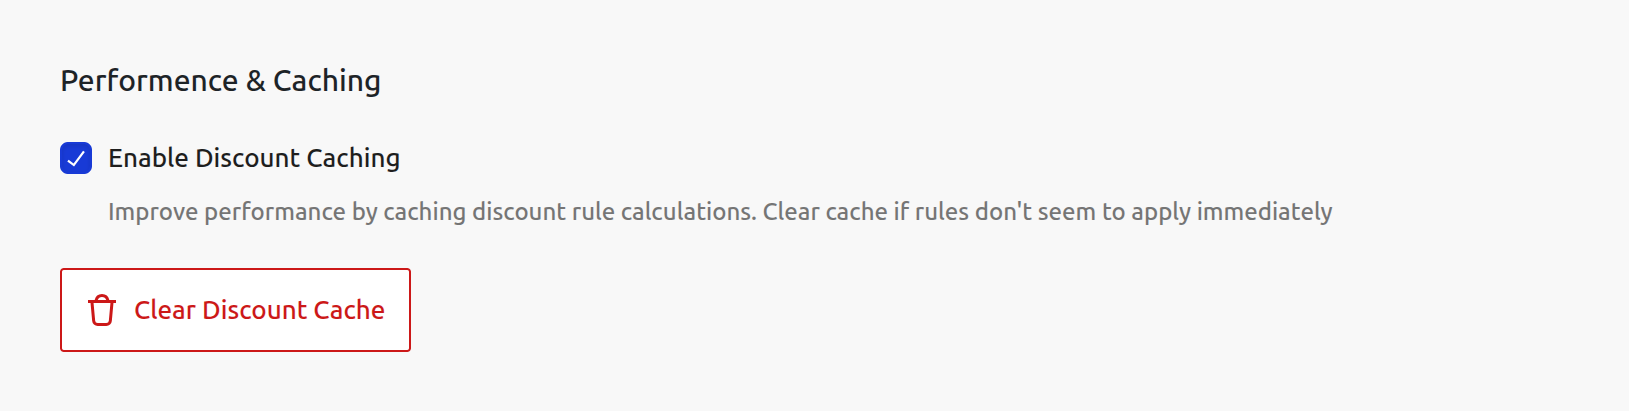 Performence & Caching
Enable Discount Caching
Improve performance by caching discount rule calculations. Clear cache if rules don't seem to apply immediately
Clear Discount Cache